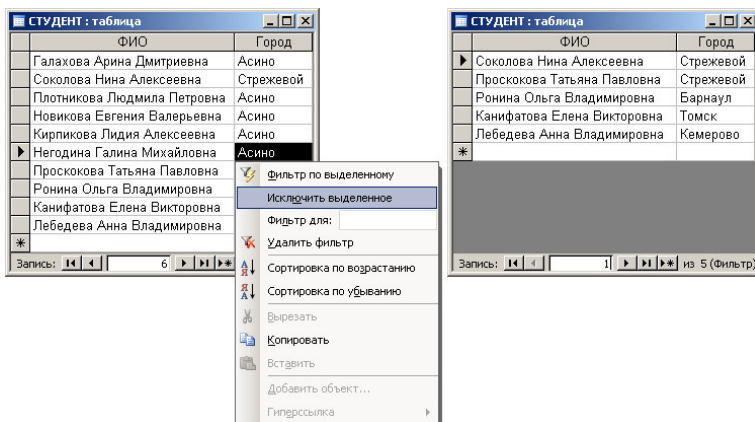 СТУДЕНТ : таблица
ФИО Город
Галахова Арина Дмитриевна Асино
Соколова Нина Алексеевна Стрежевой
Плотникова Людмила Петровна Асино
Новикова Евгения Валерьевна Асино
Кирпикова Лидия Алексеевна Асино
Негодина Галина Михайловна Асино
Проскокова Татьяна Павловна
Ронина Ольга Владимировна
Канифатова Елена Викторовна
Лебедева Анна Владимировна
Запись: 6
Фильтр по выделенному
Исключить выделенное
Фильтр для:
Удалить фильтр
Сортировка по возрастанию
Сортировка по убыванию
Вырезать
Копировать
Вставить
Добавить объект...
Гиперссылка
СТУДЕНТ : таблица
ФИО Город
Соколова Нина Алексеевна Стрежевой
Проскокова Татьяна Павловна Стрежевой
Ронина Ольга Владимировна Барнаул
Канифатова Елена Викторовна Томск
Лебедева Анна Владимировна Кемерово
Запись: 1 из 5 (Фильтр)